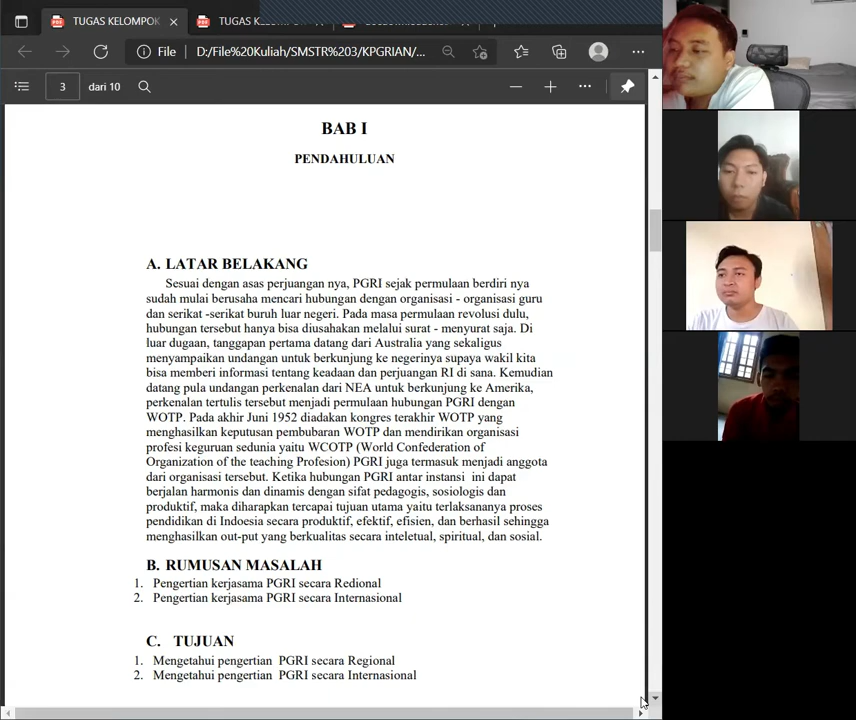 TUGAS KELOMPOK
TUGAS KELOMPOK
File
D:/File%20Kuliah/SMSTR%203/KPGRIAN/...
3
dari 10
BAB I
PENDAHULUAN
A. LATAR BELAKANG
Sesuai dengan asas perjuangan nya, PGRI sejak permulaan berdiri nya
sudah mulai berusaha mencari hubungan dengan organisasi - organisasi guru
dan serikat -serikat buruh luar negeri. Pada masa permulaan revolusi dulu,
hubungan tersebut hanya bisa diusahakan melalui surat - menyurat saja. Di
luar dugaan, tanggapan pertama datang dari Australia yang sekaligus
menyampaikan undangan untuk berkunjung ke negerinya supaya wakil kita
bisa memberi informasi tentang keadaan dan perjuangan RI di sana. Kemudian
datang pula undangan perkenalan dari NEA untuk berkunjung ke Amerika,
perkenalan tertulis tersebut menjadi permulaan hubungan PGRI dengan
WOTP. Pada akhir Juni 1952 diadakan kongres terakhir WOTP yang
menghasilkan keputusan pembubaran WOTP dan mendirikan organisasi
profesi keguruan sedunia yaitu WCOTP (World Confederation of
Organization of the teaching Profesion) PGRI juga termasuk menjadi anggota
dari organisasi tersebut. Ketika hubungan PGRI antar instansi  ini dapat
berjalan harmonis dan dinamis dengan sifat pedagogis, sosiologis dan
produktif, maka diharapkan tercapai tujuan utama yaitu terlaksananya proses
pendidikan di Indoesia secara produktif, efektif, efisien, dan berhasil sehingga
menghasilkan out-put yang berkualitas secara inteletual, spiritual, dan sosial.
B. RUMUSAN MASALAH
1. Pengertian kerjasama PGRI secara Redional
2. Pengertian kerjasama PGRI secara Internasional
C. TUJUAN
1. Mengetahui pengertian  PGRI secara Regional
2. Mengetahui pengertian  PGRI secara Internasional